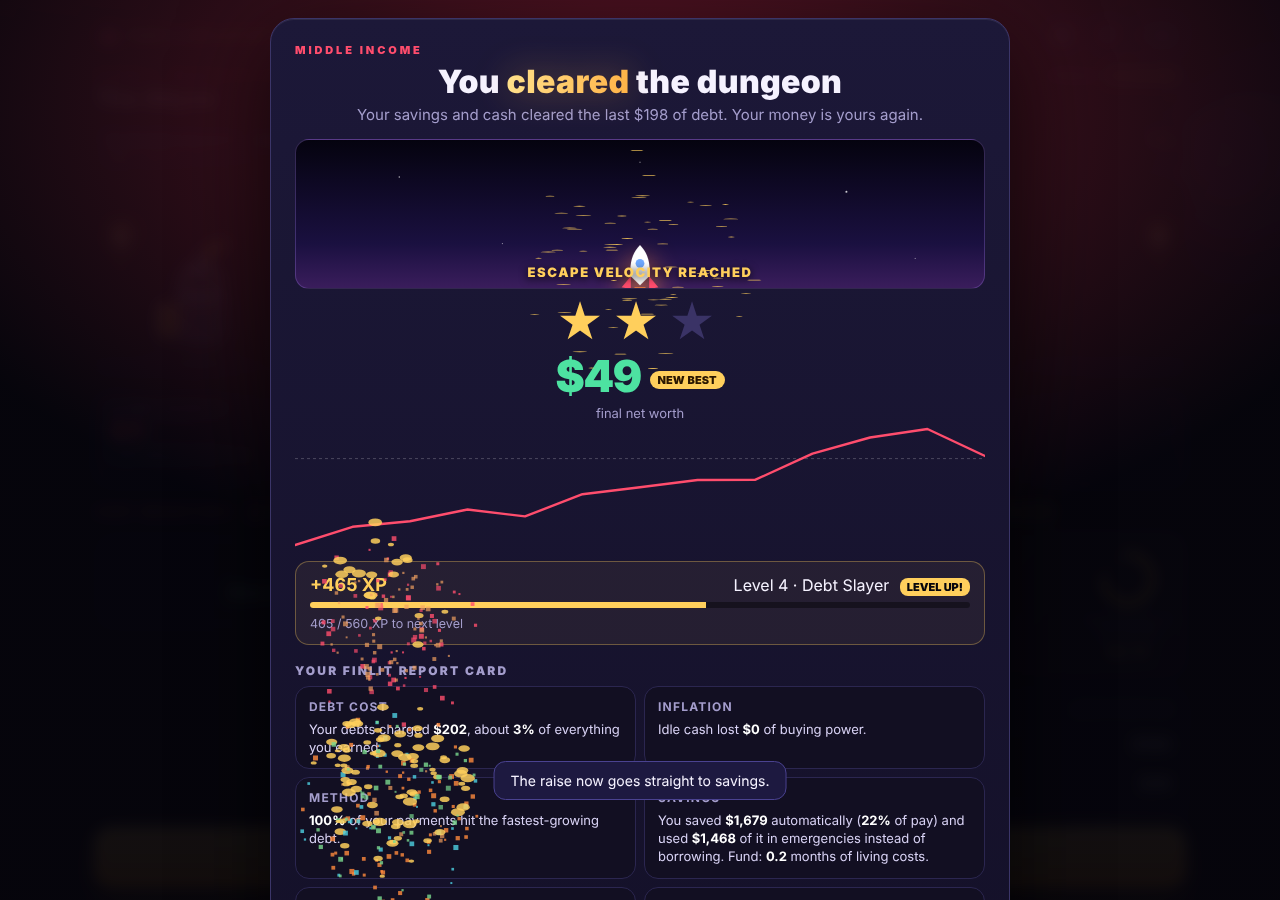 MIDDLE INCOME
You cleared the dungeon
Your savings and cash cleared the last $198 of debt. Your money is yours again.
ESCAPE VELOCITY REACHED
$49 NEW BEST
final net worth
+465 XP Level 4 · Debt Slayer LEVEL UP!
465 / 560 XP to next level
YOUR FINLIT REPORT CARD
DEBT COST
Your debts charged $202, about 3% of everything
you earned.
INFLATION
Idle cash lost $0 of buying power.
The raise now goes straight to savings.
METHOD
100% of your payments hit the fastest-growing
debt.
SAVINGS
You saved $1,679 automatically (22% of pay) and
used $1,468 of it in emergencies instead of
borrowing. Fund: 0.2 months of living costs.